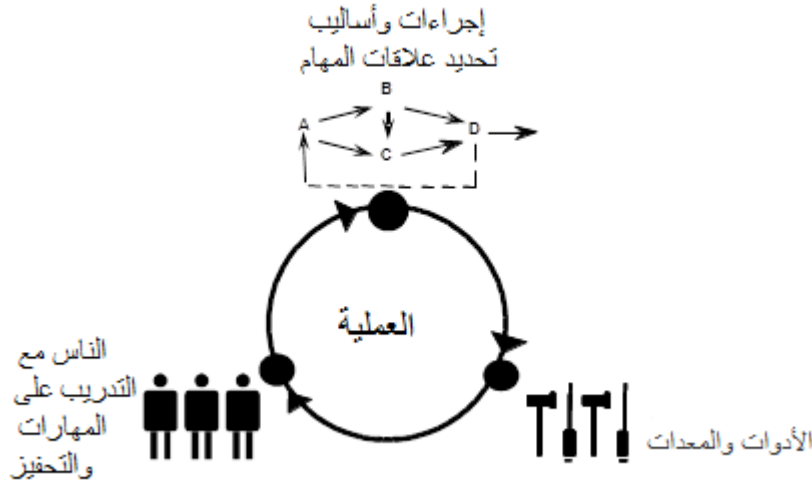 إجراءات وأساليب
تحديد علاقات المهام
B
A
D
C
العملية
الناس مع
التدريب على
المهارات
والتحفيز
الأدوات والمعدات